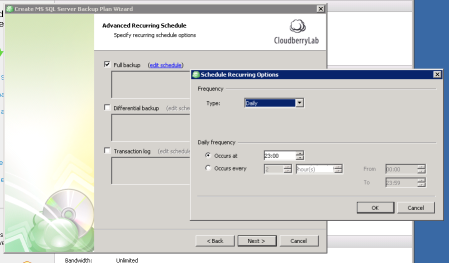 Create MS SQL Server Backup Plan Wizard
Advanced Recurring Schedule
Specify recurring schedule options
CloudberryLab
Full backup (edit schedule)
Schedule Recurring Options
Frequency
Type: Daily
Differential backup (edit
Daily frequency
Transaction log (edit schedule
Occurs at 23:00
Occurs every hour(s) From 00:00
To 23:59
OK Cancel
< Back Next > Cancel
Bandwidth: Unlimited